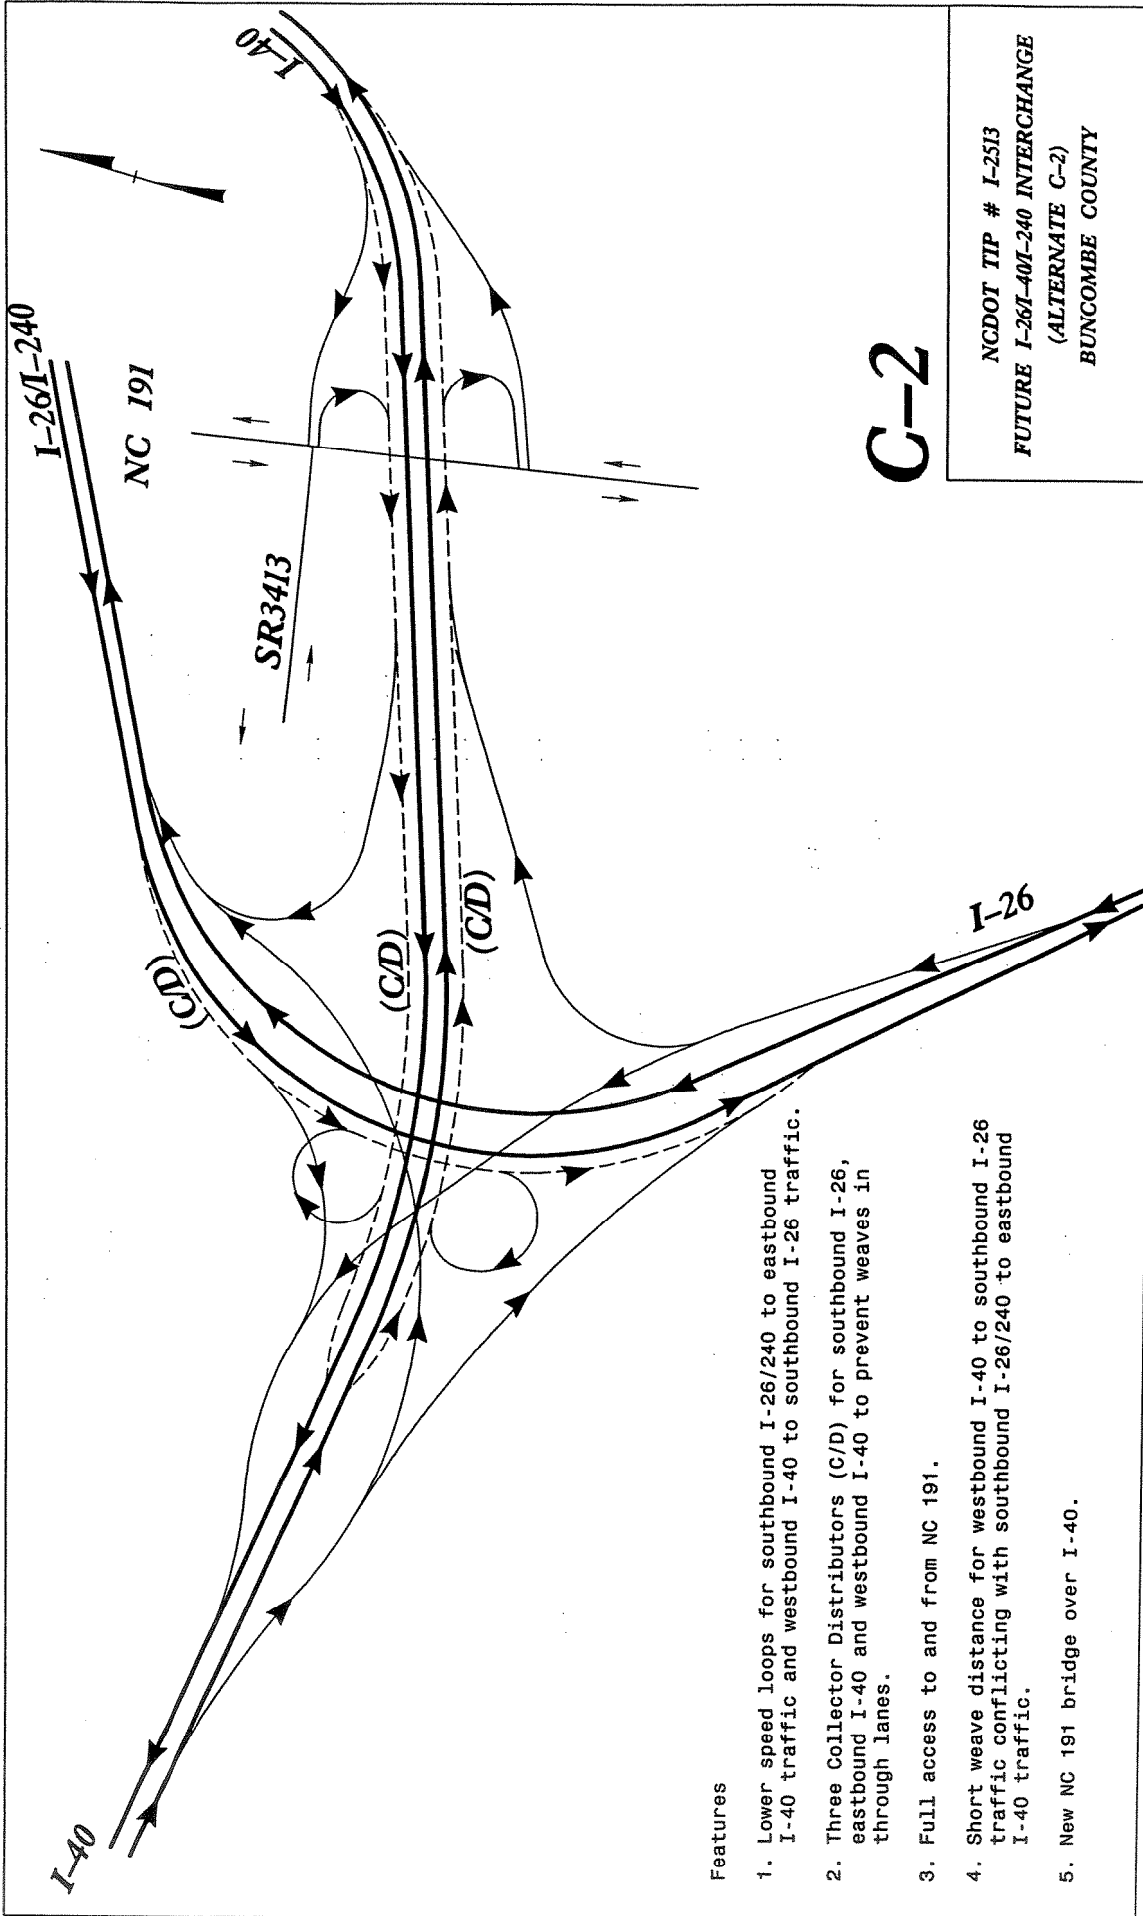 I-40
I-26/I-240
NC 191
SR3413
I-40
(C/D)
(C/D)
(C/D)
I-26
C-2
NCDOT TIP # I-2513
FUTURE I-26/I-40/I-240 INTERCHANGE
(ALTERNATE C-2)
BUNCOMBE COUNTY
Features
1. Lower speed loops for southbound I-26/240 to eastbound
I-40 traffic and westbound I-40 to southbound I-26 traffic.
2. Three Collector Distributors (C/D) for southbound I-26,
eastbound I-40 and westbound I-40 to prevent weaves in
through lanes.
3. Full access to and from NC 191.
4. Short weave distance for westbound I-40 to southbound I-26
traffic conflicting with southbound I-26/240 to eastbound
I-40 traffic.
5. New NC 191 bridge over I-40.